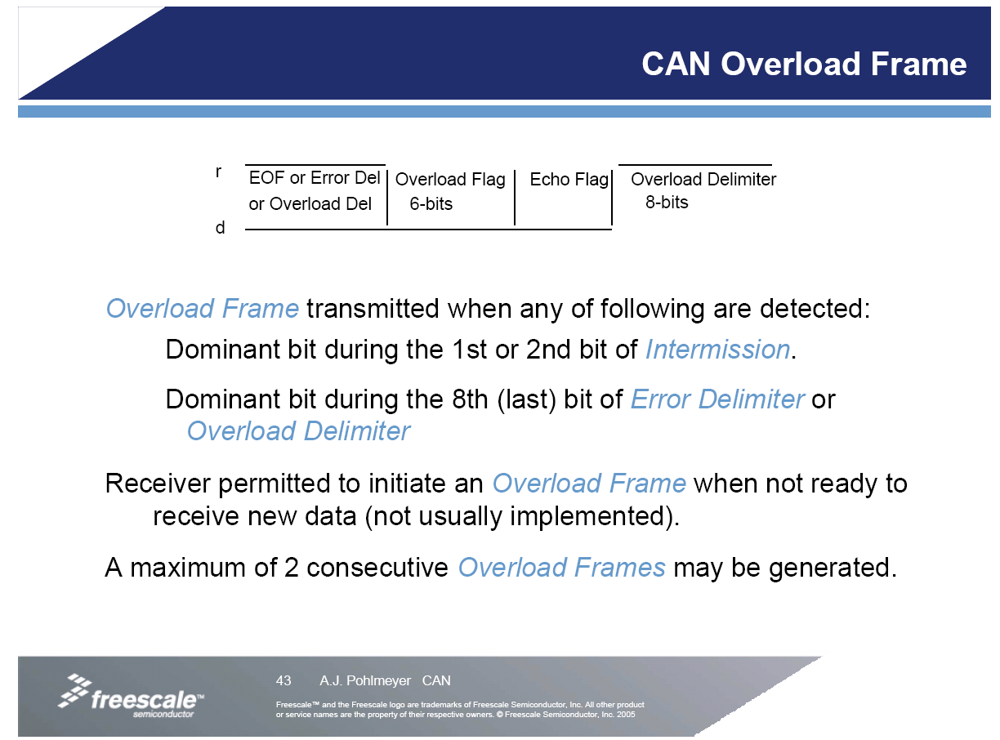 CAN Overload Frame
r
EOF or Error Del
or Overload Del
Overload Flag
6-bits
Echo Flag
Overload Delimiter
8-bits
d
Overload Frame transmitted when any of following are detected:
Dominant bit during the 1st or 2nd bit of Intermission.
Dominant bit during the 8th (last) bit of Error Delimiter or
Overload Delimiter
Receiver permitted to initiate an Overload Frame when not ready to
receive new data (not usually implemented).
A maximum of 2 consecutive Overload Frames may be generated.
freescale™
semiconductor
43 A.J. Pohlmeyer CAN
Freescale™ and the Freescale logo are trademarks of Freescale Semiconductor, Inc. All other product
or service names are the property of their respective owners. © Freescale Semiconductor, Inc. 2005